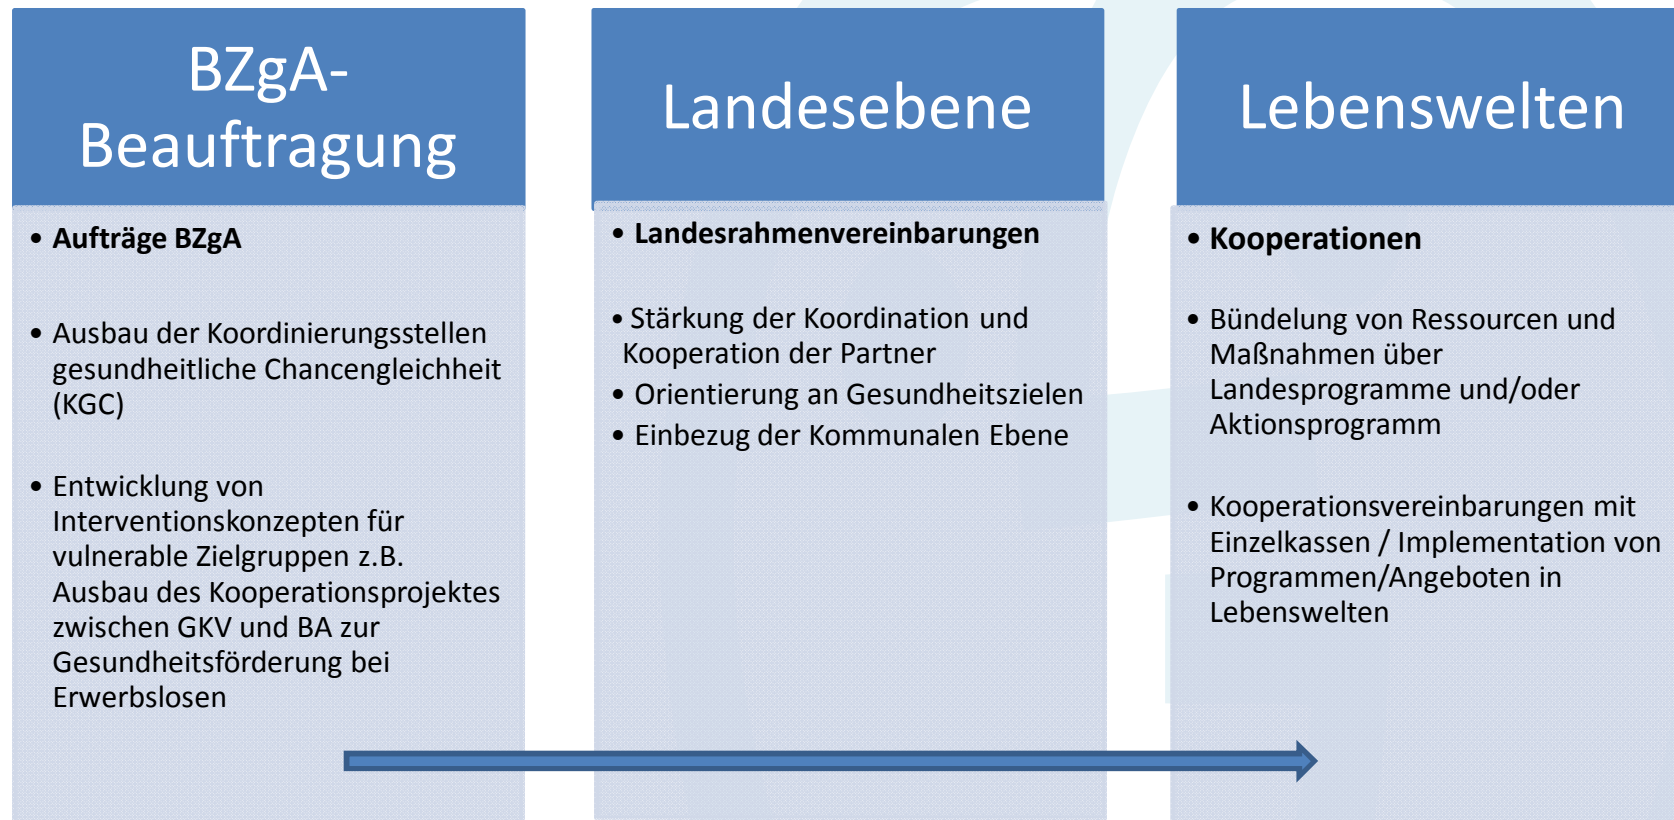 BZgA-
Beauftragung
• Aufträge BZgA
• Ausbau der Koordinierungsstellen
gesundheitliche Chancengleichheit
(KGC)
• Entwicklung von
Interventionskonzepten für
vulnerable Zielgruppen z.B.
Ausbau des Kooperationsprojektes
zwischen GKV und BA zur
Gesundheitsförderung bei
Erwerbslosen
Landesebene
• Landesrahmenvereinbarungen
• Stärkung der Koordination und
Kooperation der Partner
• Orientierung an Gesundheitszielen
• Einbezug der Kommunalen Ebene
Lebenswelten
• Kooperationen
• Bündelung von Ressourcen und
Maßnahmen über
Landesprogramme und/oder
Aktionsprogramm
• Kooperationsvereinbarungen mit
Einzelkassen / Implementation von
Programmen/Angeboten in
Lebenswelten